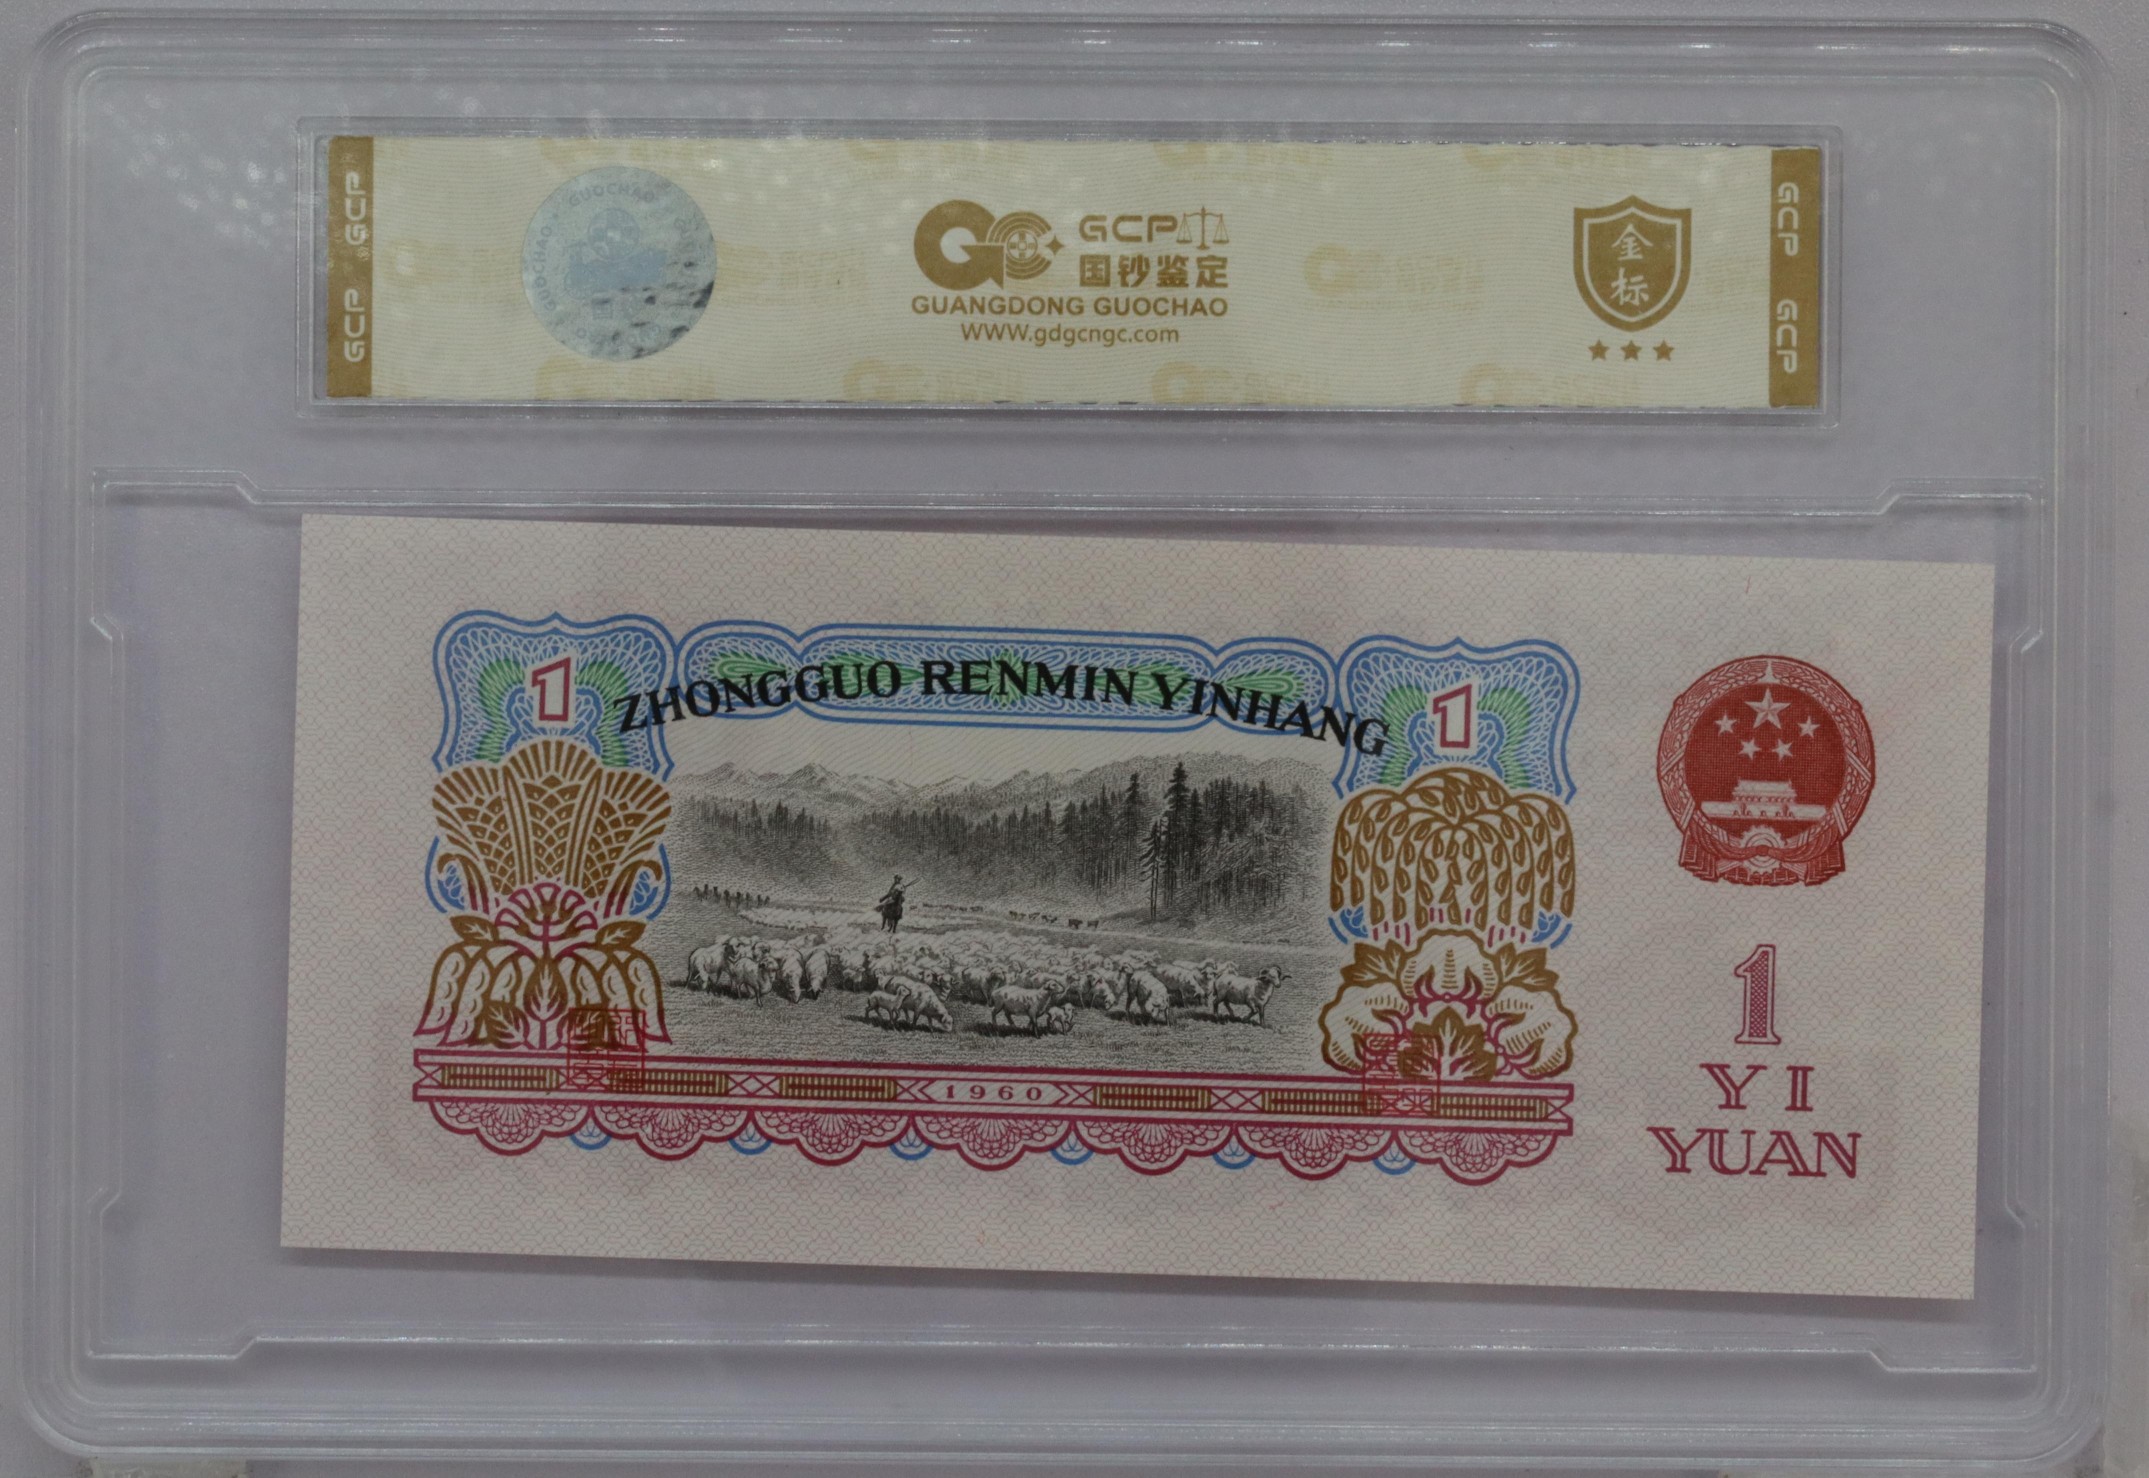 GCP GCP
GUOCHAO
GCP
国钞鉴定
GUANGDONG GUOCHAO
WWW.gdgcngc.com
金标
GCP GCP
1
ZHONGGUO RENMIN YINHANG
1
1960
1
YI
YUAN